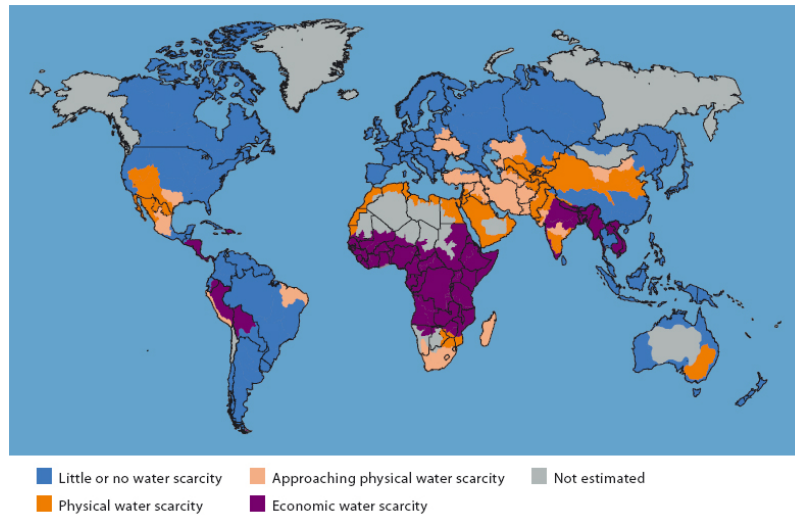 Little or no water scarcity
Approaching physical water scarcity
Not estimated
Physical water scarcity
Economic water scarcity